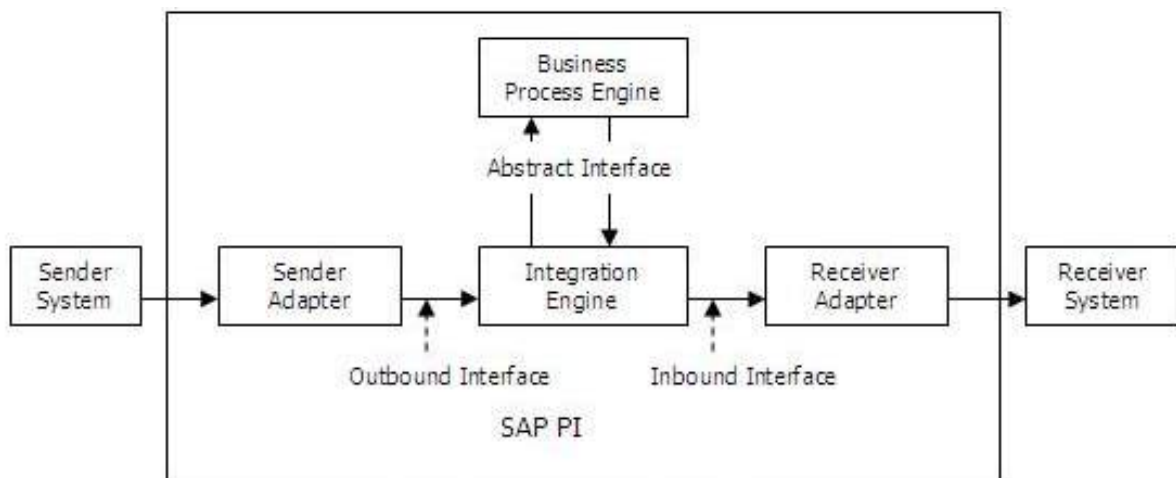 Business
Process Engine
Abstract Interface
Sender
System
Sender
Adapter
Integration
Engine
Receiver
Adapter
Receiver
System
Outbound Interface
Inbound Interface
SAP PI